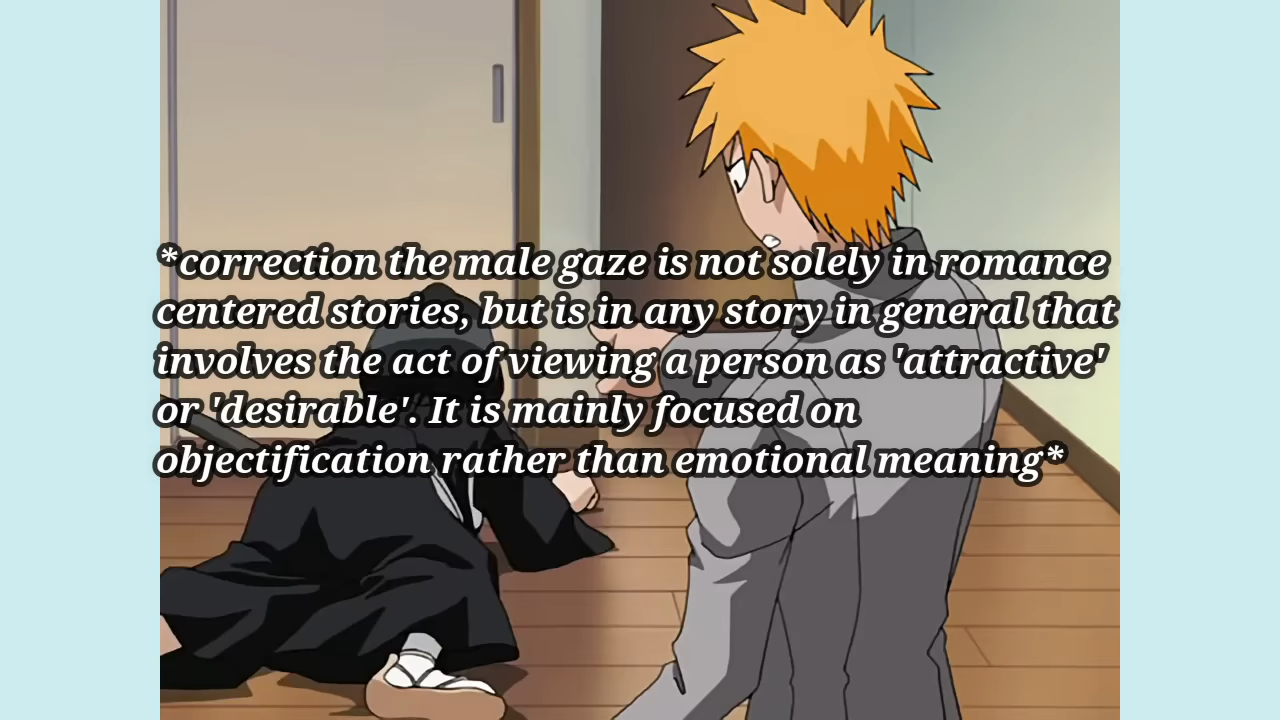 *correction the male gaze is not solely in romance
centered stories, but is in any story in general that
involves the act of viewing a person as 'attractive'
or 'desirable'. It is mainly focused on
objectification rather than emotional meaning*